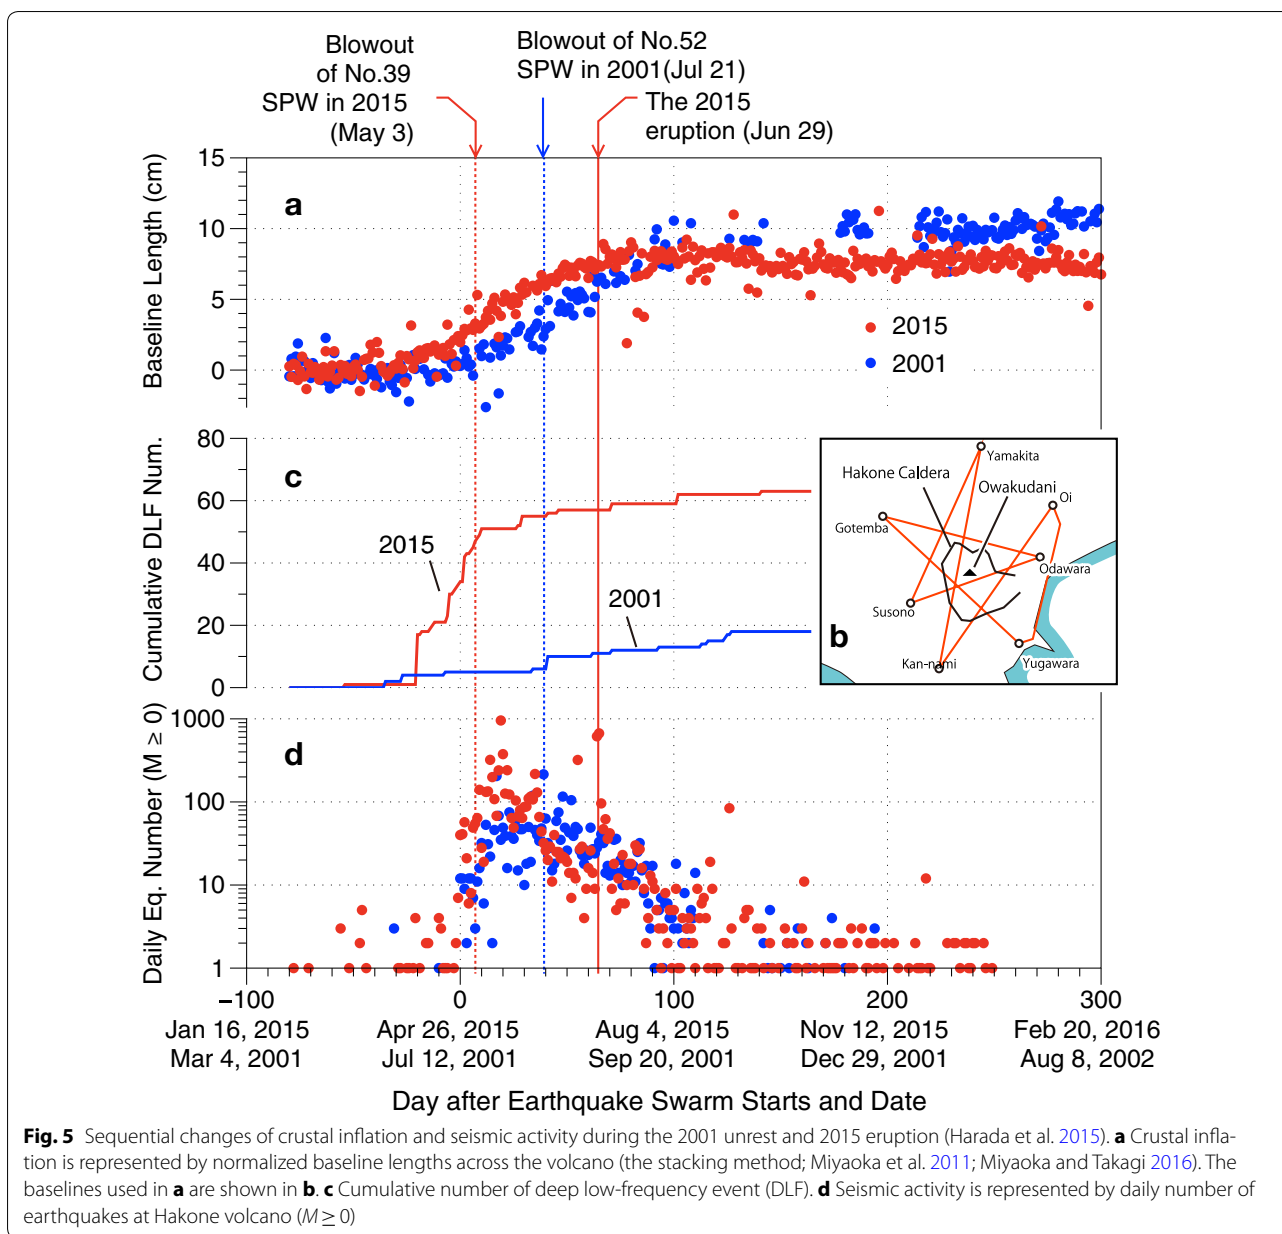 Blowout
of No.39
SPW in 2015
(May 3)
Blowout of No.52
SPW in 2001(Jul 21)
The 2015
eruption (Jun 29)
a
Baseline Length (cm)
15
10
5
0
2015
2001
c
Cumulative DLF Num.
80
60
40
20
0
2015
2001
b
Yamakita
Hakone Caldera
Owakudani
Oi
Gotemba
Odawara
Susono
Kan-nami
Yugawara
d
Daily Eq. Number (M ≥ 0)
1000
100
10
1
−100 0 100 200 300
Jan 16, 2015 Apr 26, 2015 Aug 4, 2015 Nov 12, 2015 Feb 20, 2016
Mar 4, 2001 Jul 12, 2001 Sep 20, 2001 Dec 29, 2001 Aug 8, 2002
Day after Earthquake Swarm Starts and Date
Fig. 5 Sequential changes of crustal inflation and seismic activity during the 2001 unrest and 2015 eruption (Harada et al. 2015). a Crustal infla-
tion is represented by normalized baseline lengths across the volcano (the stacking method; Miyaoka et al. 2011; Miyaoka and Takagi 2016). The
baselines used in a are shown in b. c Cumulative number of deep low-frequency event (DLF). d Seismic activity is represented by daily number of
earthquakes at Hakone volcano (M ≥ 0)